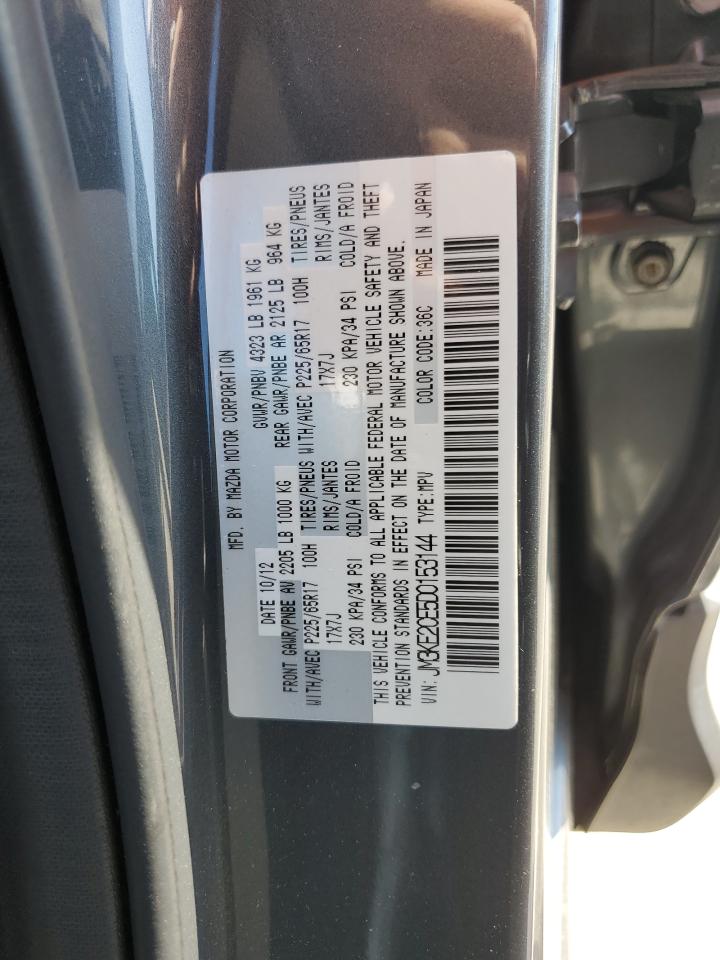 MFD. BY MAZDA MOTOR CORPORATION
DATE 10/12 GVWR/PNBV 4323 LB 1961 KG
FRONT GAWR/PNBE AV 2205 LB 1000 KG REAR GAWR/PNBE AR 2125 LB 964 KG
WITH/AVEC P225/65R17 100H TIRES/PNEUS WITH/AVEC P225/65R17 100H TIRES/PNEUS
17X7J RIMS/JANTES 17X7J RIMS/JANTES
230 KPA/34 PSI COLD/A FROID 230 KPA/34 PSI COLD/A FROID
THIS VEHICLE CONFORMS TO ALL APPLICABLE FEDERAL MOTOR VEHICLE SAFETY AND THEFT
PREVENTION STANDARDS IN EFFECT ON THE DATE OF MANUFACTURE SHOWN ABOVE.
VIN: JM3KE2CE5D0153144 TYPE:MPV COLOR CODE:36C MADE IN JAPAN